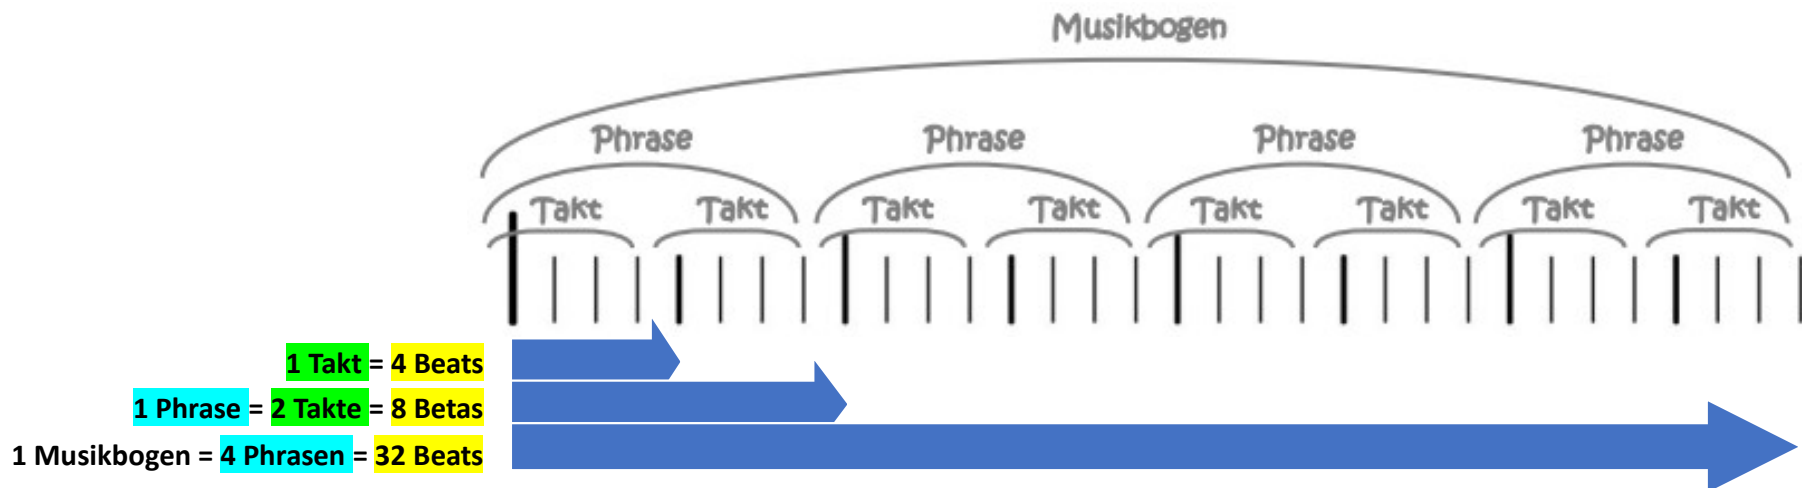 Musikbogen
Phrase Phrase Phrase Phrase
Takt Takt Takt Takt Takt Takt Takt Takt
1 Takt = 4 Beats
1 Phrase = 2 Takte = 8 Betas
1 Musikbogen = 4 Phrasen = 32 Beats